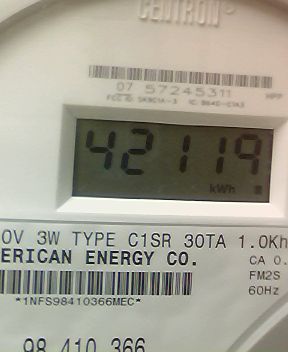 CENTRON®
07 57245311
42119
kWh
0V 3W TYPE C1SR 30TA 1.0Kh
ERICAN ENERGY CO.
CA 0.
FM2S
60Hz
*1NFS98410366MEC*
98 410 366